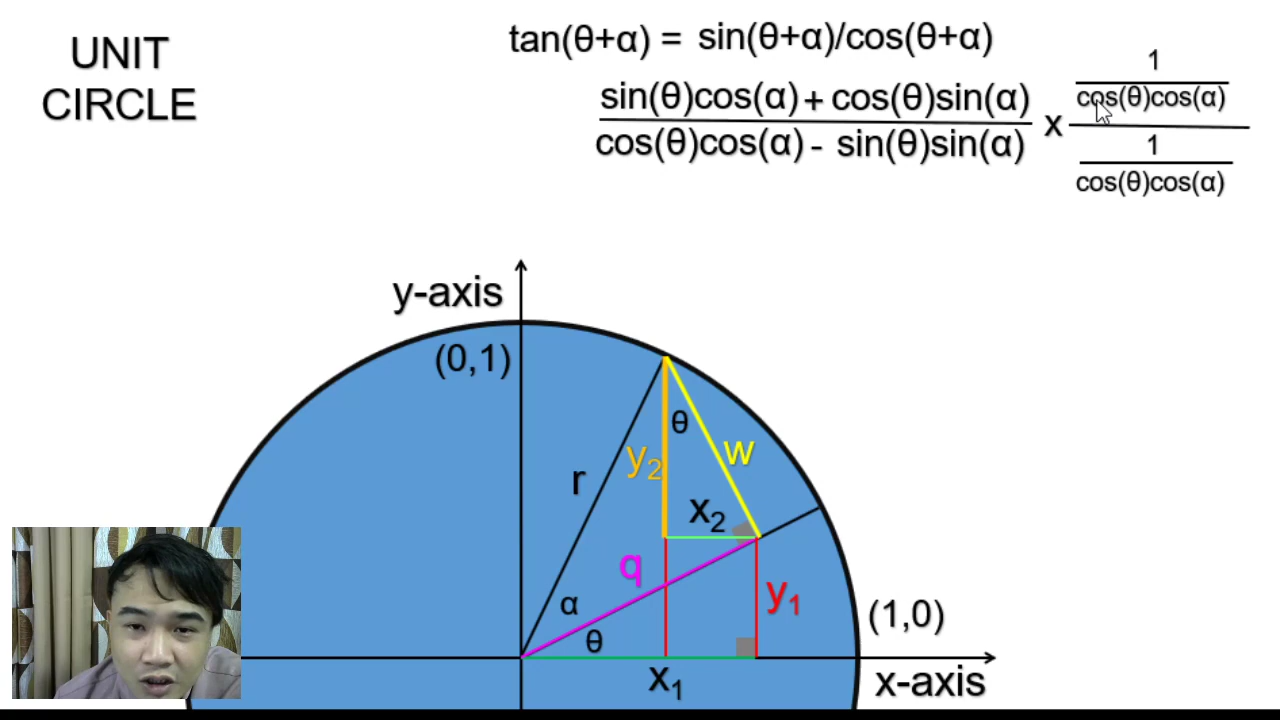 UNIT
CIRCLE
tan(θ+α) = sin(θ+α)/cos(θ+α)
sin(θ)cos(α) + cos(θ)sin(α)
cos(θ)cos(α) - sin(θ)sin(α)
x
1
cos(θ)cos(α)
1
cos(θ)cos(α)
y-axis
(0,1)
θ
y₂
w
r
x₂
q
α
y₁
θ
(1,0)
x₁
x-axis